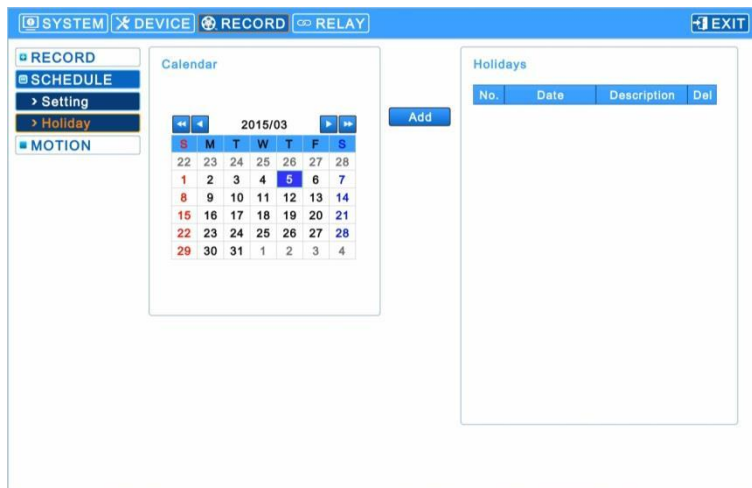 SYSTEM DEVICE RECORD RELAY EXIT
RECORD
SCHEDULE
> Setting
> Holiday
MOTION
Calendar
2015/03
S M T W T F S
22 23 24 25 26 27 28
1 2 3 4 5 6 7
8 9 10 11 12 13 14
15 16 17 18 19 20 21
22 23 24 25 26 27 28
29 30 31 1 2 3 4
Add
Holidays
No. Date Description Del